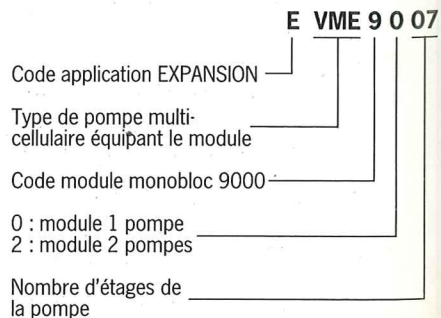 E VME 9 0 07
Code application EXPANSION
Type de pompe multi-
cellulaire équipant le module
Code module monobloc 9000
0 : module 1 pompe
2 : module 2 pompes
Nombre d'étages de
la pompe